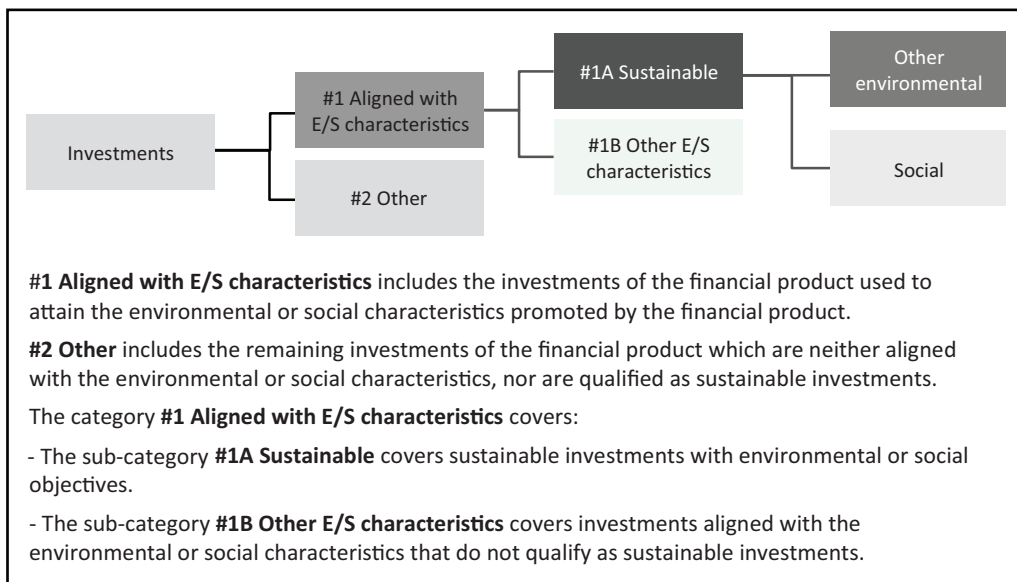 Investments
#1 Aligned with
E/S characteristics
#2 Other
#1A Sustainable
#1B Other E/S
characteristics
Other
environmental
Social
#1 Aligned with E/S characteristics includes the investments of the financial product used to
attain the environmental or social characteristics promoted by the financial product.
#2 Other includes the remaining investments of the financial product which are neither aligned
with the environmental or social characteristics, nor are qualified as sustainable investments.
The category #1 Aligned with E/S characteristics covers:
- The sub-category #1A Sustainable covers sustainable investments with environmental or social
objectives.
- The sub-category #1B Other E/S characteristics covers investments aligned with the
environmental or social characteristics that do not qualify as sustainable investments.